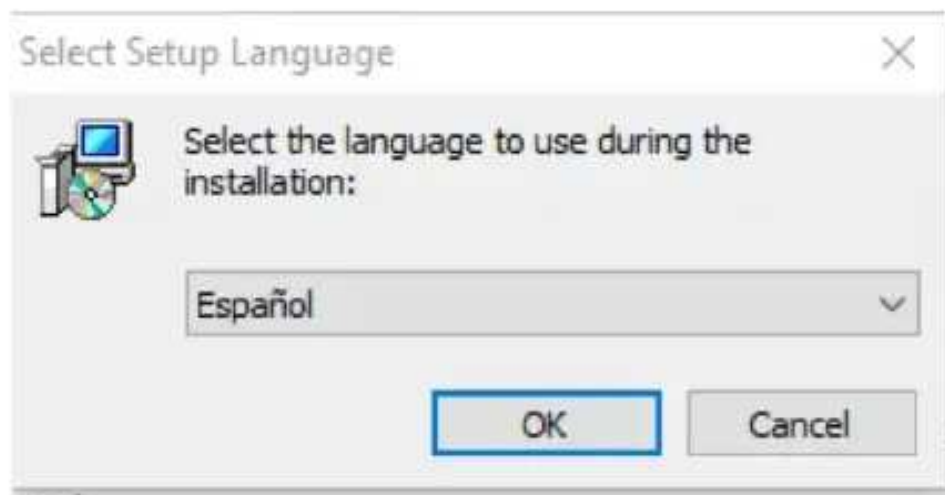 Select Setup Language
Select the language to use during the
installation:
Español
OK
Cancel